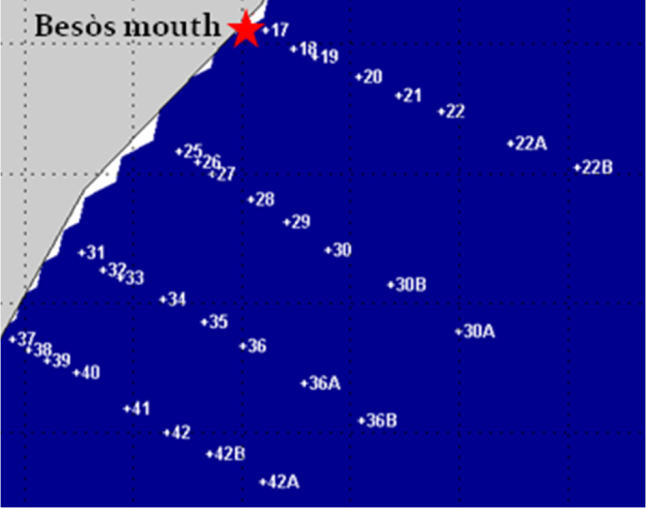 Besòs mouth
+17
+18
+19
+20
+21
+22
+22A
+22B
+25
+26
+27
+28
+29
+30
+30B
+30A
+31
+32
+33
+34
+35
+36
+36A
+36B
+37
+38
+39
+40
+41
+42
+42B
+42A